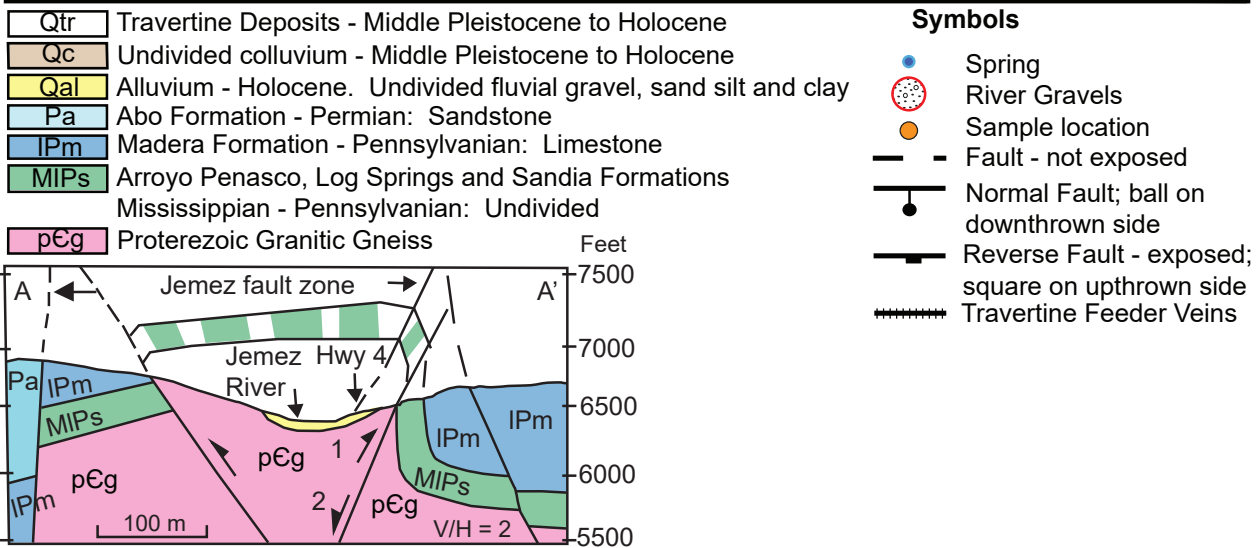 Qtr Travertine Deposits - Middle Pleistocene to Holocene
Qc Undivided colluvium - Middle Pleistocene to Holocene
Qal Alluvium - Holocene. Undivided fluvial gravel, sand silt and clay
Pa Abo Formation - Permian: Sandstone
IPm Madera Formation - Pennsylvanian: Limestone
MIPs Arroyo Penasco, Log Springs and Sandia Formations
Mississippian - Pennsylvanian: Undivided
pЄg Proterezoic Granitic Gneiss
Symbols
Spring
River Gravels
Sample location
Fault - not exposed
Normal Fault; ball on
downthrown side
Reverse Fault - exposed;
square on upthrown side
Travertine Feeder Veins
Feet
7500
7000
6500
6000
5500
A
Jemez fault zone
A'
Jemez
River
Hwy 4
Pa
IPm
MIPs
pЄg
IPm
pЄg
1
2
pЄg
MIPs
IPm
IPm
100 m
V/H = 2